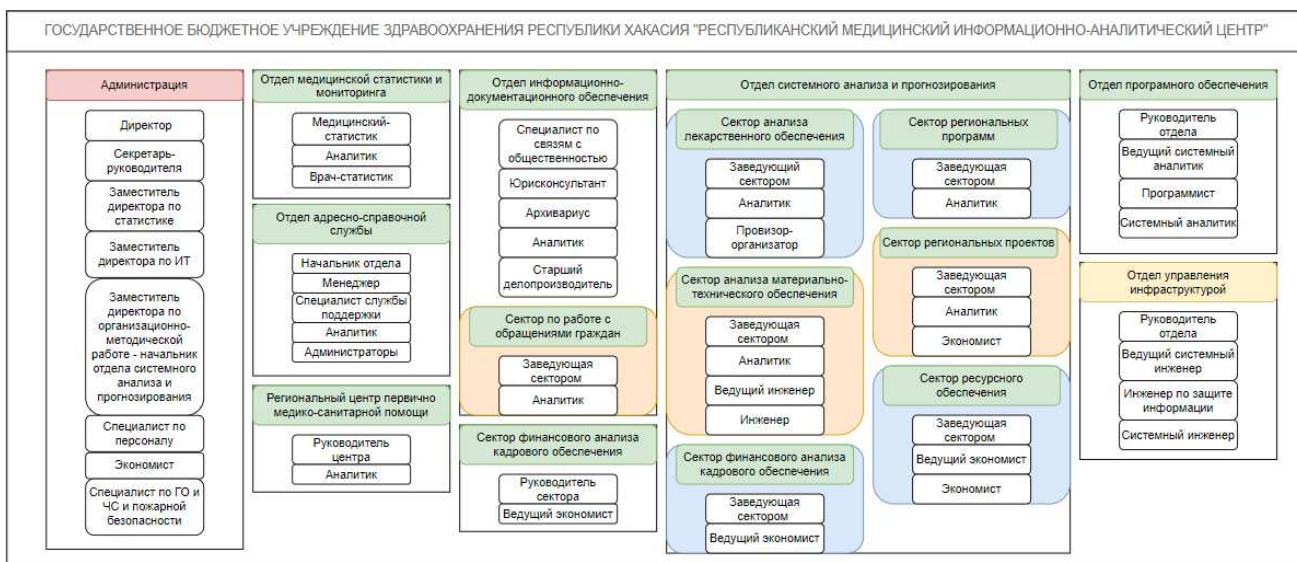 ГОСУДАРСТВЕННОЕ БЮДЖЕТНОЕ УЧРЕЖДЕНИЕ ЗДРАВООХРАНЕНИЯ РЕСПУБЛИКИ ХАКАСИЯ "РЕСПУБЛИКАНСКИЙ МЕДИЦИНСКИЙ ИНФОРМАЦИОННО-АНАЛИТИЧЕСКИЙ ЦЕНТР"
Администрация
Директор
Секретарь-
руководителя
Заместитель
директора по
статистике
Заместитель
директора по ИТ
Заместитель
директора по
организационно-
методической
работе - начальник
отдела системного
анализа и
прогнозирования
Специалист по
персоналу
Экономист
Специалист по ГО и
ЧС и пожарной
безопасности
Отдел медицинской статистики и
мониторинга
Медицинский-
статистик
Аналитик
Врач-статистик
Отдел адресно-справочной
службы
Начальник отдела
Менеджер
Специалист службы
поддержки
Аналитик
Администраторы
Региональный центр первично
медико-санитарной помощи
Руководитель
центра
Аналитик
Отдел информационно-
документационного обеспечения
Специалист по
связям с
общественностью
Юрисконсультант
Архивариус
Аналитик
Старший
делопроизводитель
Сектор по работе с
обращениями граждан
Заведующая
сектором
Аналитик
Сектор финансового анализа
кадрового обеспечения
Руководитель
сектора
Ведущий экономист
Отдел системного анализа и прогнозирования
Сектор анализа
лекарственного обеспечения
Заведующий
сектором
Аналитик
Провизор-
организатор
Сектор анализа материально-
технического обеспечения
Заведующая
сектором
Аналитик
Ведущий инженер
Инженер
Сектор финансового анализа
кадрового обеспечения
Заведующая
сектором
Ведущий экономист
Сектор региональных
программ
Заведующая
сектором
Аналитик
Сектор региональных проектов
Заведующая
сектором
Аналитик
Экономист
Сектор ресурсного
обеспечения
Заведующая
сектором
Ведущий экономист
Экономист
Отдел програмного обеспечения
Руководитель
отдела
Ведущий системный
аналитик
Программист
Системный аналитик
Отдел управления
инфраструктурой
Руководитель
отдела
Ведущий системный
инженер
Инженер по защите
информации
Системный инженер